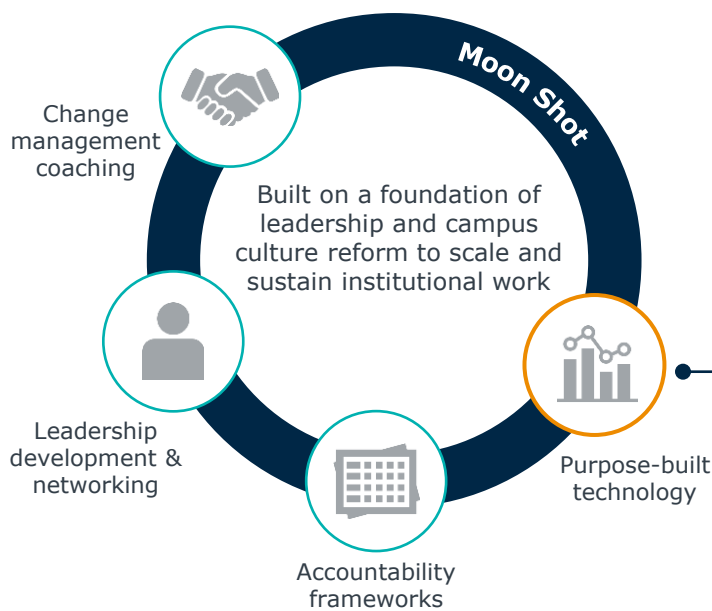 Moon Shot
Change
management
coaching
Built on a foundation of
leadership and campus
culture reform to scale and
sustain institutional work
Leadership
development &
networking
Purpose-built
technology
Accountability
frameworks